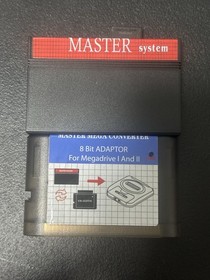 MASTER system
MASTER MEGA CONVERTER
8 Bit ADAPTOR
For Megadrive I And II